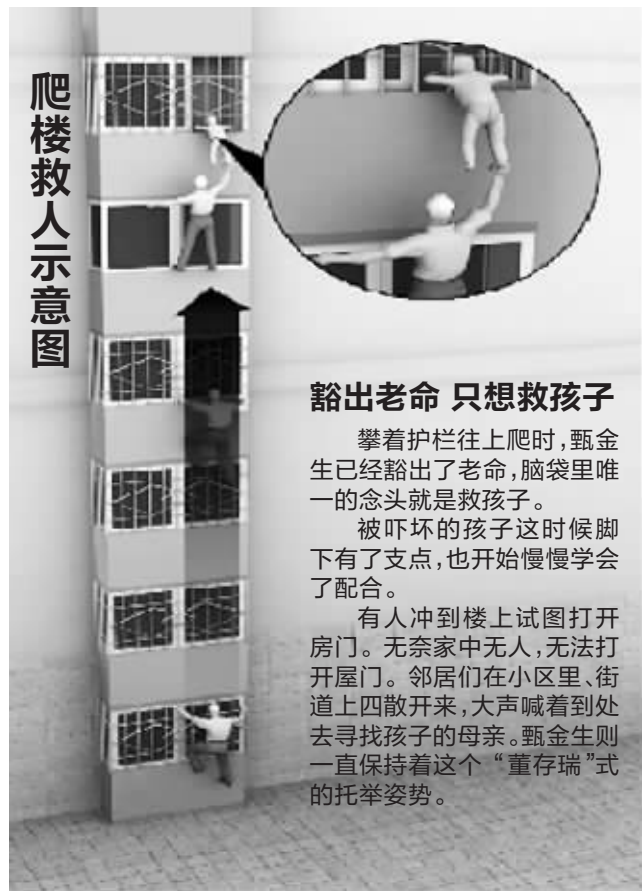 爬楼救人示意图
豁出老命 只想救孩子
攀着护栏往上爬时,甄金
生已经豁出了老命,脑袋里唯
一的念头就是救孩子。
被吓坏的孩子这时候脚
下有了支点,也开始慢慢学会
了配合。
有人冲到楼上试图打开
房门。无奈家中无人,无法打
开屋门。邻居们在小区里、街
道上四散开来,大声喊着到处
去寻找孩子的母亲。甄金生则
一直保持着这个“董存瑞”式
的托举姿势。